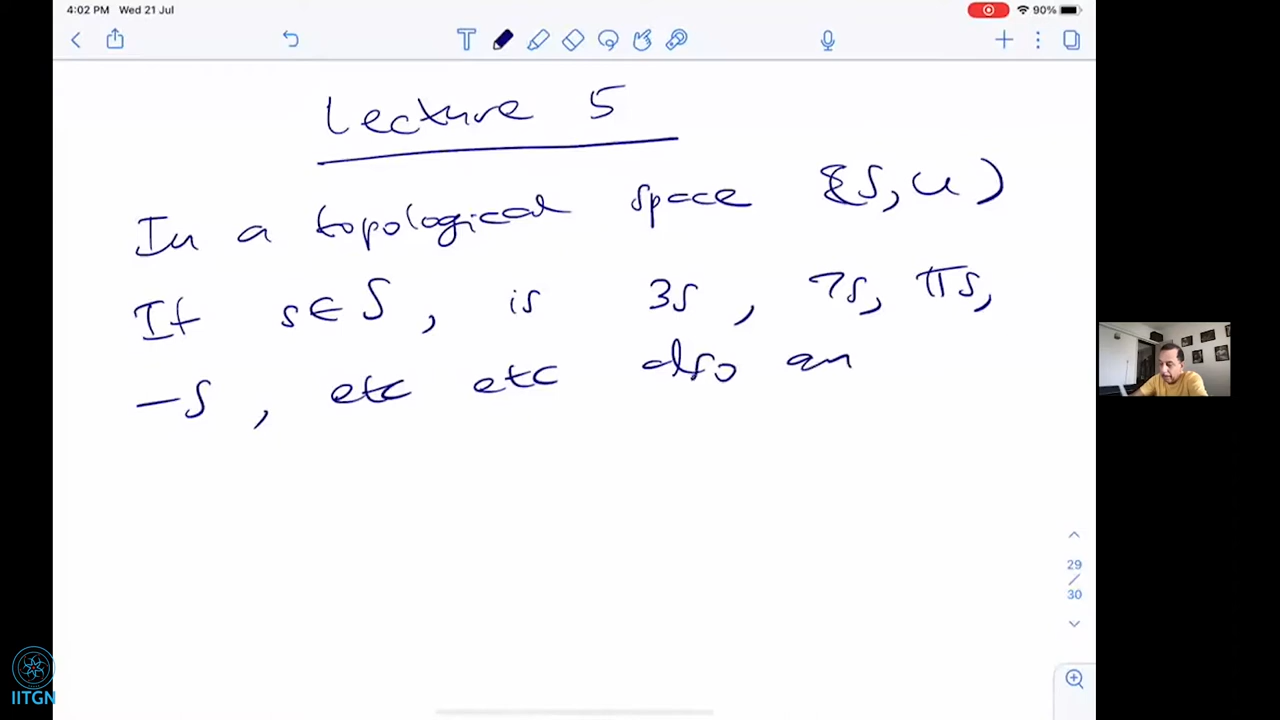 4:02 PM Wed 21 Jul
90%
Lecture 5
In a topological space (S, u)
If s ∈ S, is 3s, 7s, πs,
-s, etc etc also an
29
30
IITGN